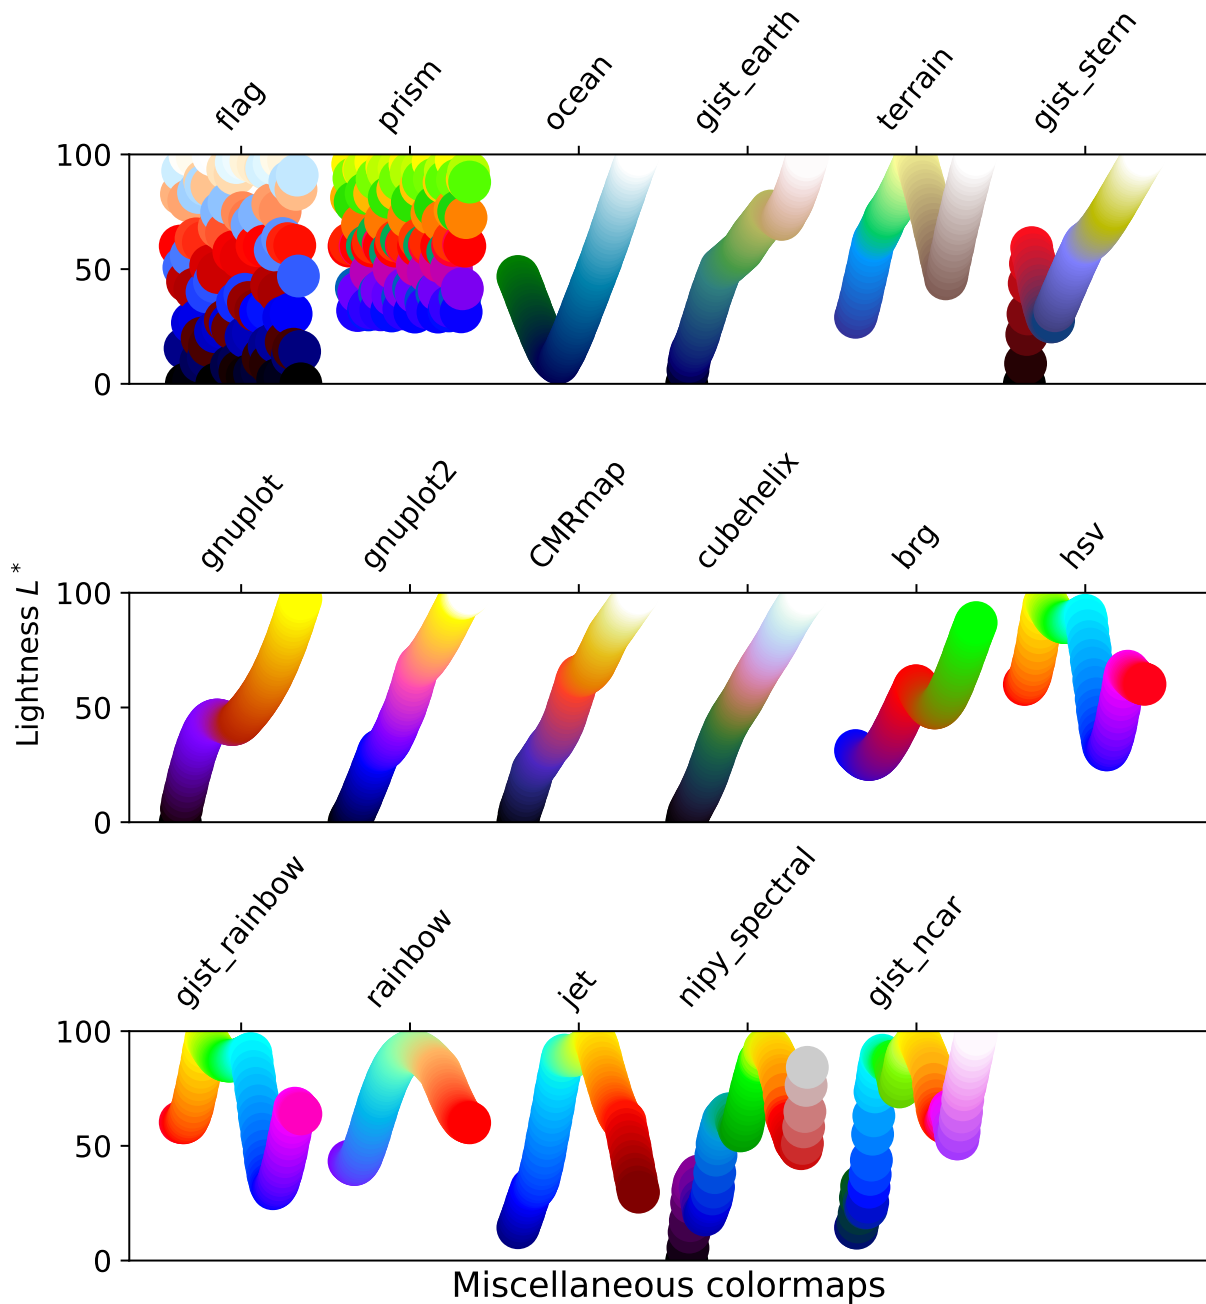 flag prism ocean gist_earth terrain gist_stern
100
50
0
gnuplot gnuplot2 CMRmap cubehelix brg hsv
Lightness L*
100
50
0
gist_rainbow rainbow jet nipy_spectral gist_ncar
100
50
0
Miscellaneous colormaps